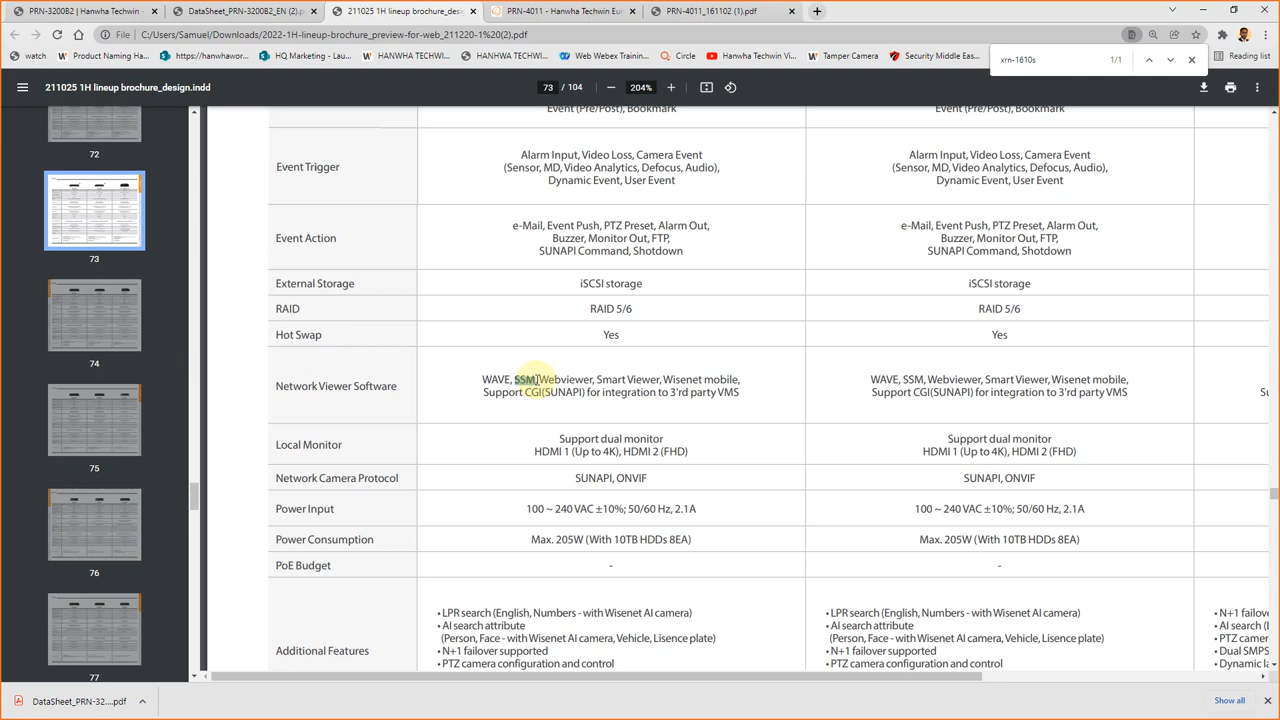 PRN-3200B2 | Hanwha Techwin
DataSheet_PRN-3200B2_EN (2).p
211025 1H lineup brochure_desig
PRN-4011 - Hanwha Techwin Eur
PRN-4011_161102 (1).pdf
File | C:/Users/Samuel/Downloads/2022-1H-lineup-brochure_preview-for-web_211220-1%20(2).pdf
watch
Product Naming Ha...
https://hanwhawor...
HQ Marketing - Lau...
HANWHA TECHWI...
HANWHA TECHWI...
Web Webex Training...
Circle
Hanwha Techwin Vi...
Tamper Camera
Security Middle Eas...
Reading list
xrn-1610s
1/1
211025 1H lineup brochure_design.indd
73 / 104
204%
72
73
74
75
76
77
Event (Pre/Post), Bookmark
Event (Pre/Post), Bookmark
Event Trigger
Alarm Input, Video Loss, Camera Event
(Sensor, MD, Video Analytics, Defocus, Audio),
Dynamic Event, User Event
Alarm Input, Video Loss, Camera Event
(Sensor, MD, Video Analytics, Defocus, Audio),
Dynamic Event, User Event
Event Action
e-Mail, Event Push, PTZ Preset, Alarm Out,
Buzzer, Monitor Out, FTP,
SUNAPI Command, Shotdown
e-Mail, Event Push, PTZ Preset, Alarm Out,
Buzzer, Monitor Out, FTP,
SUNAPI Command, Shotdown
External Storage
iSCSI storage
iSCSI storage
RAID
RAID 5/6
RAID 5/6
Hot Swap
Yes
Yes
Network Viewer Software
WAVE, SSM, Webviewer, Smart Viewer, Wisenet mobile,
Support CGI(SUNAPI) for integration to 3'rd party VMS
WAVE, SSM, Webviewer, Smart Viewer, Wisenet mobile,
Support CGI(SUNAPI) for integration to 3'rd party VMS
Su
Local Monitor
Support dual monitor
HDMI 1 (Up to 4K), HDMI 2 (FHD)
Support dual monitor
HDMI 1 (Up to 4K), HDMI 2 (FHD)
Network Camera Protocol
SUNAPI, ONVIF
SUNAPI, ONVIF
Power Input
100 ~ 240 VAC ±10%; 50/60 Hz, 2.1A
100 ~ 240 VAC ±10%; 50/60 Hz, 2.1A
Power Consumption
Max. 205W (With 10TB HDDs 8EA)
Max. 205W (With 10TB HDDs 8EA)
PoE Budget
-
-
Additional Features
• LPR search (English, Numbers - with Wisenet AI camera)
• AI search attribute
(Person, Face - with Wisenet AI camera, Vehicle, Lisence plate)
• N+1 failover supported
• PTZ camera configuration and control
• LPR search (English, Numbers - with Wisenet AI camera)
• AI search attribute
(Person, Face - with Wisenet AI camera, Vehicle, Lisence plate)
• N+1 failover supported
• PTZ camera configuration and control
• N+1 failove
• AI search (
• PTZ came
• Dual SMPS
• Dynamic la
DataSheet_PRN-32....pdf
Show all